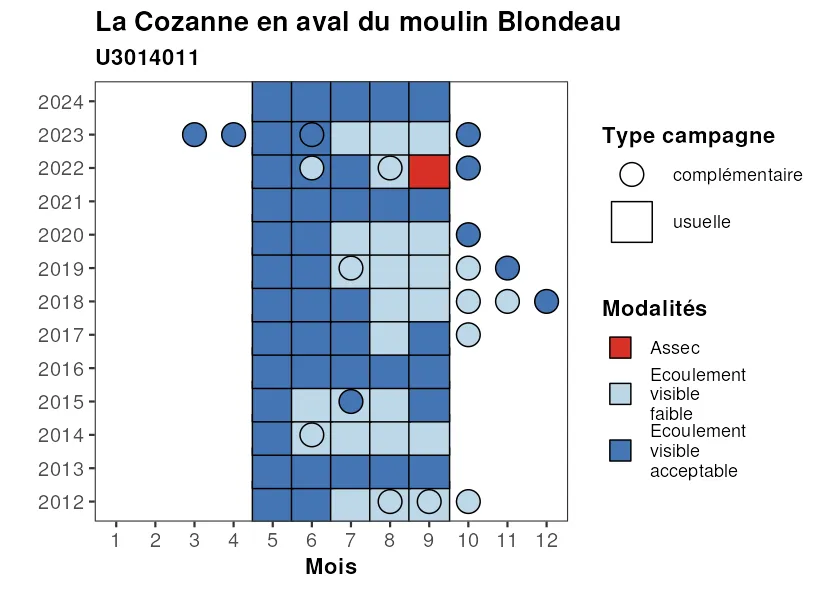 La Cozanne en aval du moulin Blondeau
U3014011
2024
2023
2022
2021
2020
2019
2018
2017
2016
2015
2014
2013
2012
1 2 3 4 5 6 7 8 9 10 11 12
Mois
Type campagne
complémentaire
usuelle
Modalités
Assec
Ecoulement
visible
faible
Ecoulement
visible
acceptable